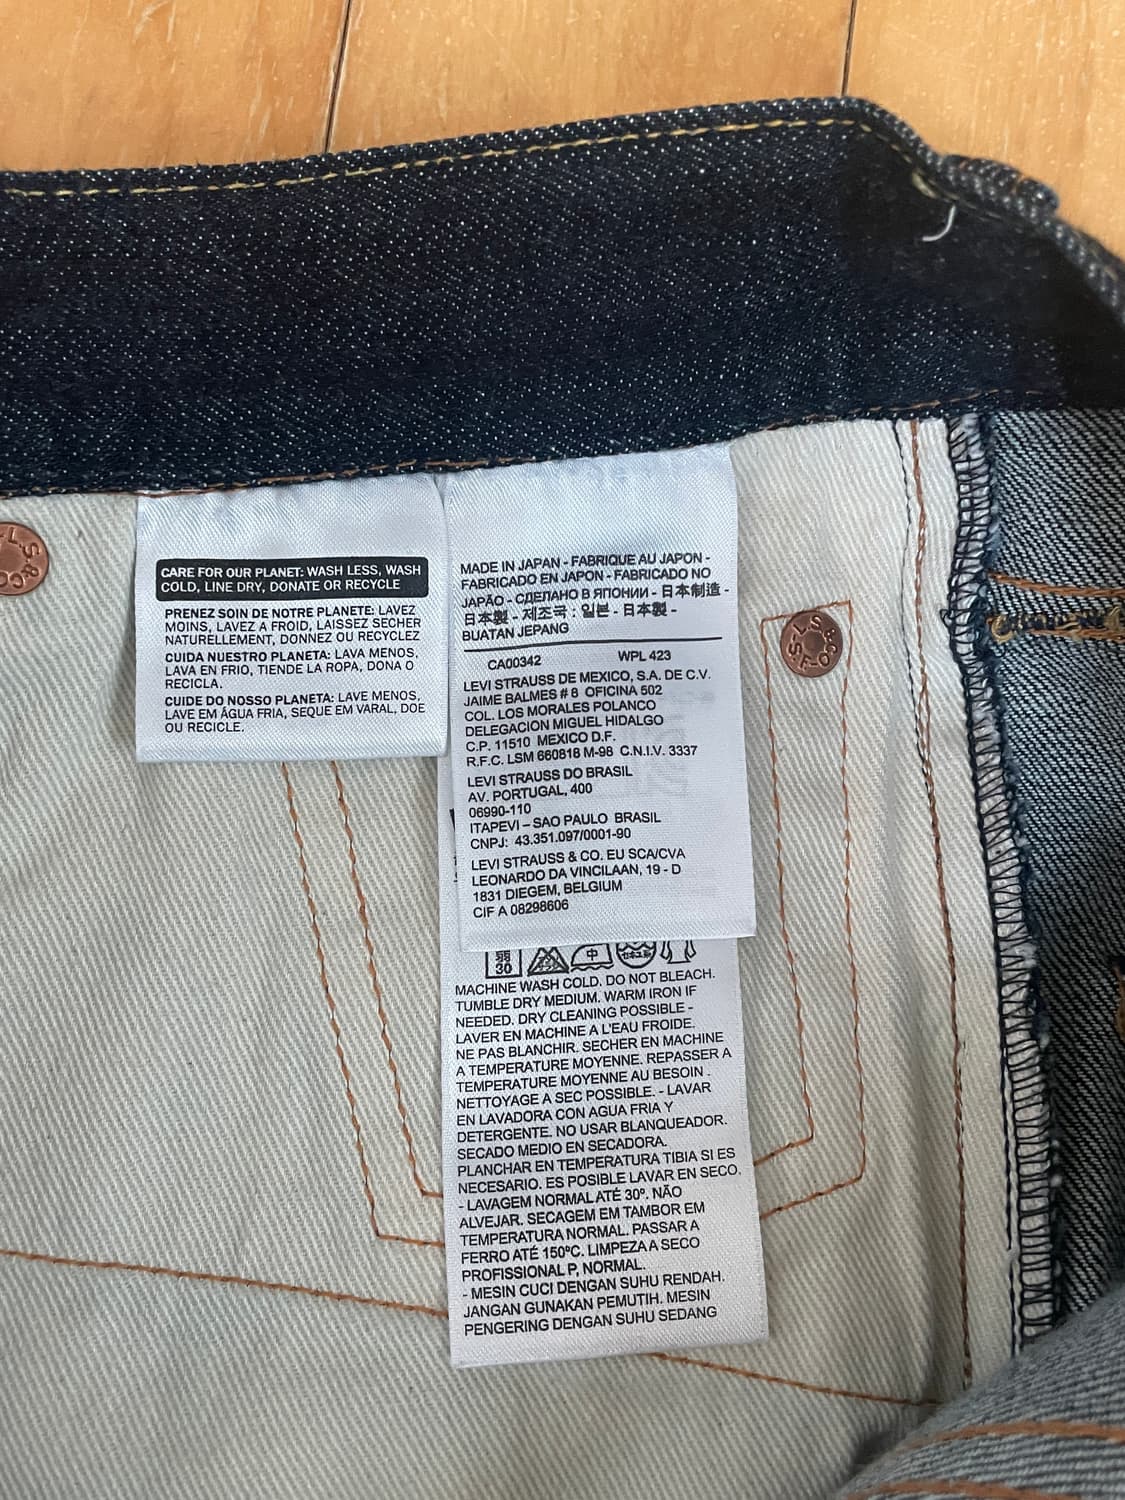 CARE FOR OUR PLANET: WASH LESS, WASH
COLD, LINE DRY, DONATE OR RECYCLE
PRENEZ SOIN DE NOTRE PLANETE: LAVEZ
MOINS, LAVEZ A FROID, LAISSEZ SECHER
NATURELLEMENT, DONNEZ OU RECYCLEZ
CUIDA NUESTRO PLANETA: LAVA MENOS,
LAVA EN FRIO, TIENDE LA ROPA, DONA O
RECICLA.
CUIDE DO NOSSO PLANETA: LAVE MENOS,
LAVE EM ÁGUA FRIA, SEQUE EM VARAL, DOE
OU RECICLE.
MADE IN JAPAN - FABRIQUE AU JAPON -
FABRICADO EN JAPON - FABRICADO NO
JAPÃO - СДЕЛАНО В ЯПОНИИ - 日本制造 -
日本製 - 제조국 : 일본 - 日本製 -
BUATAN JEPANG
CA00342 WPL 423
LEVI STRAUSS DE MEXICO, S.A. DE C.V.
JAIME BALMES # 8 OFICINA 502
COL. LOS MORALES POLANCO
DELEGACION MIGUEL HIDALGO
C.P. 11510 MEXICO D.F.
R.F.C. LSM 660818 M-98 C.N.I.V. 3337
LEVI STRAUSS DO BRASIL
AV. PORTUGAL, 400
06990-110
ITAPEVI – SAO PAULO BRASIL
CNPJ: 43.351.097/0001-90
LEVI STRAUSS & CO. EU SCA/CVA
LEONARDO DA VINCILAAN, 19 - D
1831 DIEGEM, BELGIUM
CIF A 08298606
弱
30
中
MACHINE WASH COLD. DO NOT BLEACH.
TUMBLE DRY MEDIUM. WARM IRON IF
NEEDED. DRY CLEANING POSSIBLE -
LAVER EN MACHINE A L'EAU FROIDE.
NE PAS BLANCHIR. SECHER EN MACHINE
A TEMPERATURE MOYENNE. REPASSER A
TEMPERATURE MOYENNE AU BESOIN .
NETTOYAGE A SEC POSSIBLE. - LAVAR
EN LAVADORA CON AGUA FRIA Y
DETERGENTE. NO USAR BLANQUEADOR.
SECADO MEDIO EN SECADORA.
PLANCHAR EN TEMPERATURA TIBIA SI ES
NECESARIO. ES POSIBLE LAVAR EN SECO.
- LAVAGEM NORMAL ATÉ 30º. NÃO
ALVEJAR. SECAGEM EM TAMBOR EM
TEMPERATURA NORMAL. PASSAR A
FERRO ATÉ 150ºC. LIMPEZA A SECO
PROFISSIONAL P, NORMAL.
- MESIN CUCI DENGAN SUHU RENDAH.
JANGAN GUNAKAN PEMUTIH. MESIN
PENGERING DENGAN SUHU SEDANG
L.S.&CO.
S-F